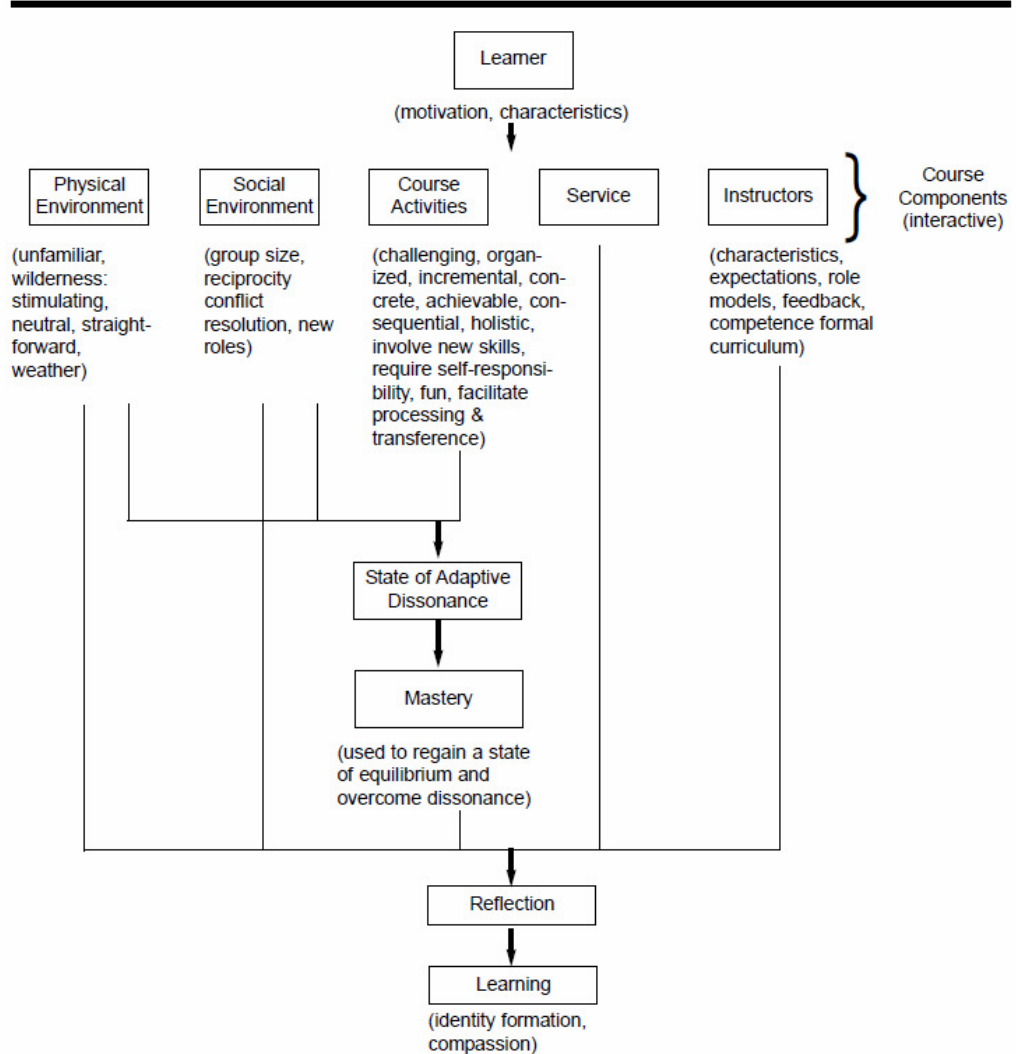 Learner
(motivation, characteristics)
Physical
Environment
Social
Environment
Course
Activities
Service
Instructors
Course
Components
(interactive)
(unfamiliar,
wilderness:
stimulating,
neutral, straight-
forward,
weather)
(group size,
reciprocity
conflict
resolution, new
roles)
(challenging, organ-
ized, incremental, con-
crete, achievable, con-
sequential, holistic,
involve new skills,
require self-responsi-
bility, fun, facilitate
processing &
transference)
(characteristics,
expectations, role
models, feedback,
competence formal
curriculum)
State of Adaptive
Dissonance
Mastery
(used to regain a state
of equilibrium and
overcome dissonance)
Reflection
Learning
(identity formation,
compassion)